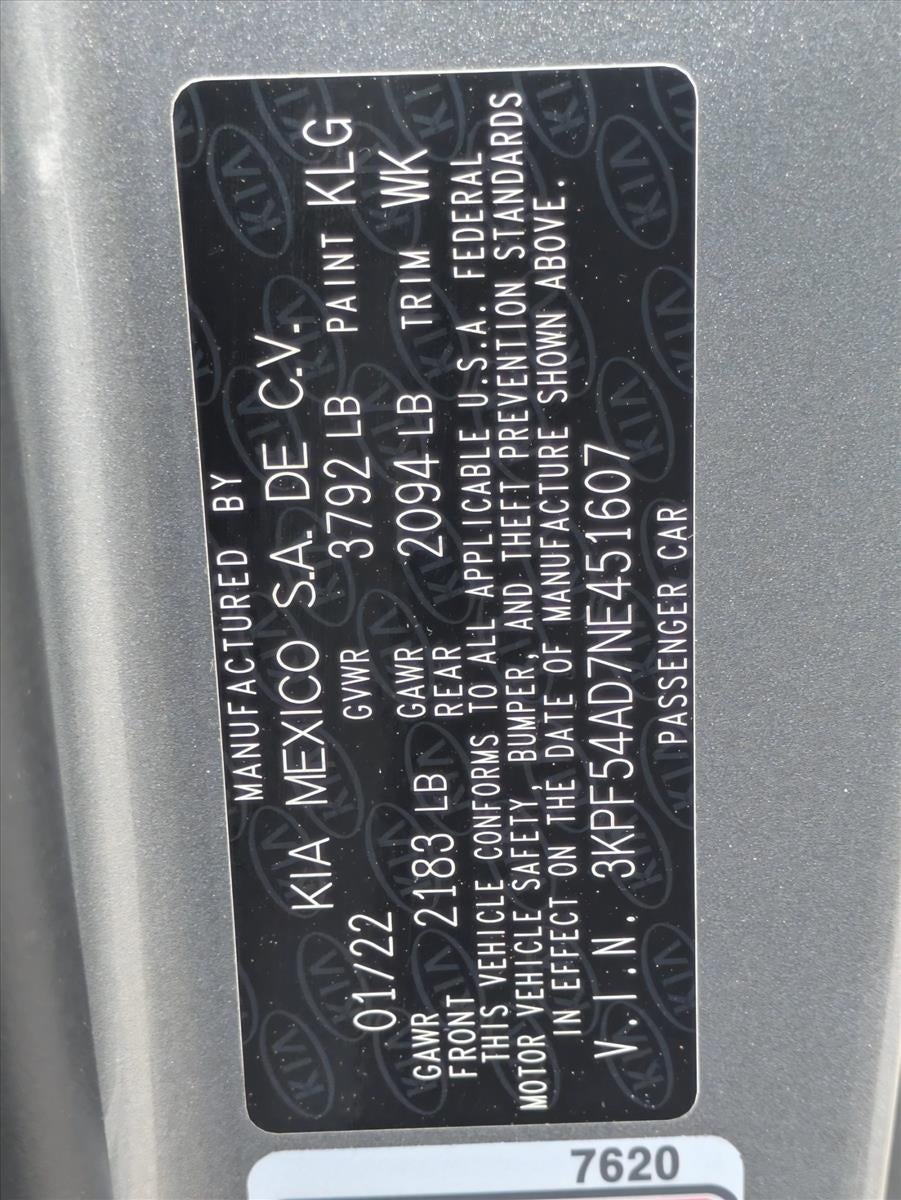 MANUFACTURED BY
KIA MEXICO S.A. DE C.V.
01/22 GVWR 3792 LB PAINT KLG
GAWR FRONT 2183 LB GAWR REAR 2094 LB TRIM WK
THIS VEHICLE CONFORMS TO ALL APPLICABLE U.S.A. FEDERAL
MOTOR VEHICLE SAFETY, BUMPER, AND THEFT PREVENTION STANDARDS
IN EFFECT ON THE DATE OF MANUFACTURE SHOWN ABOVE.
V.I.N. 3KPF54AD7NE451607
PASSENGER CAR
7620